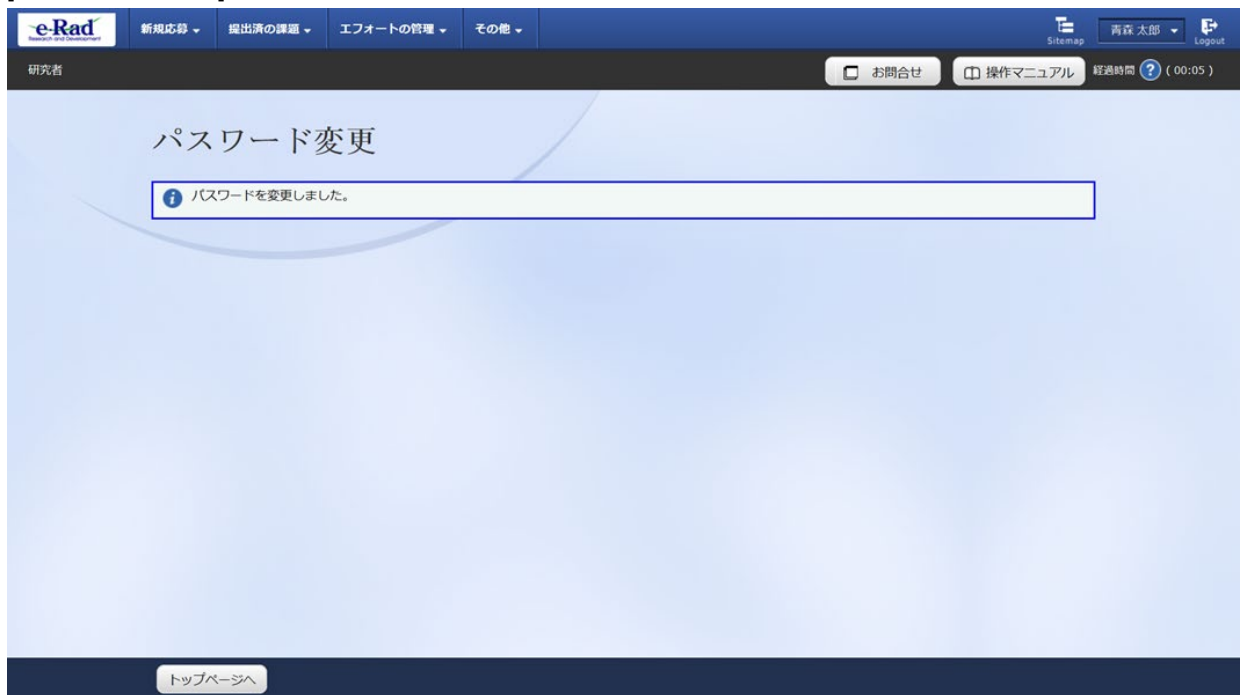 e-Rad
Research and Development
新規応募
提出済の課題
エフォートの管理
その他
Sitemap
青森 太郎
Logout
研究者
お問合せ
操作マニュアル
経過時間 ? ( 00:05 )
パスワード変更
i パスワードを変更しました。
トップページへ